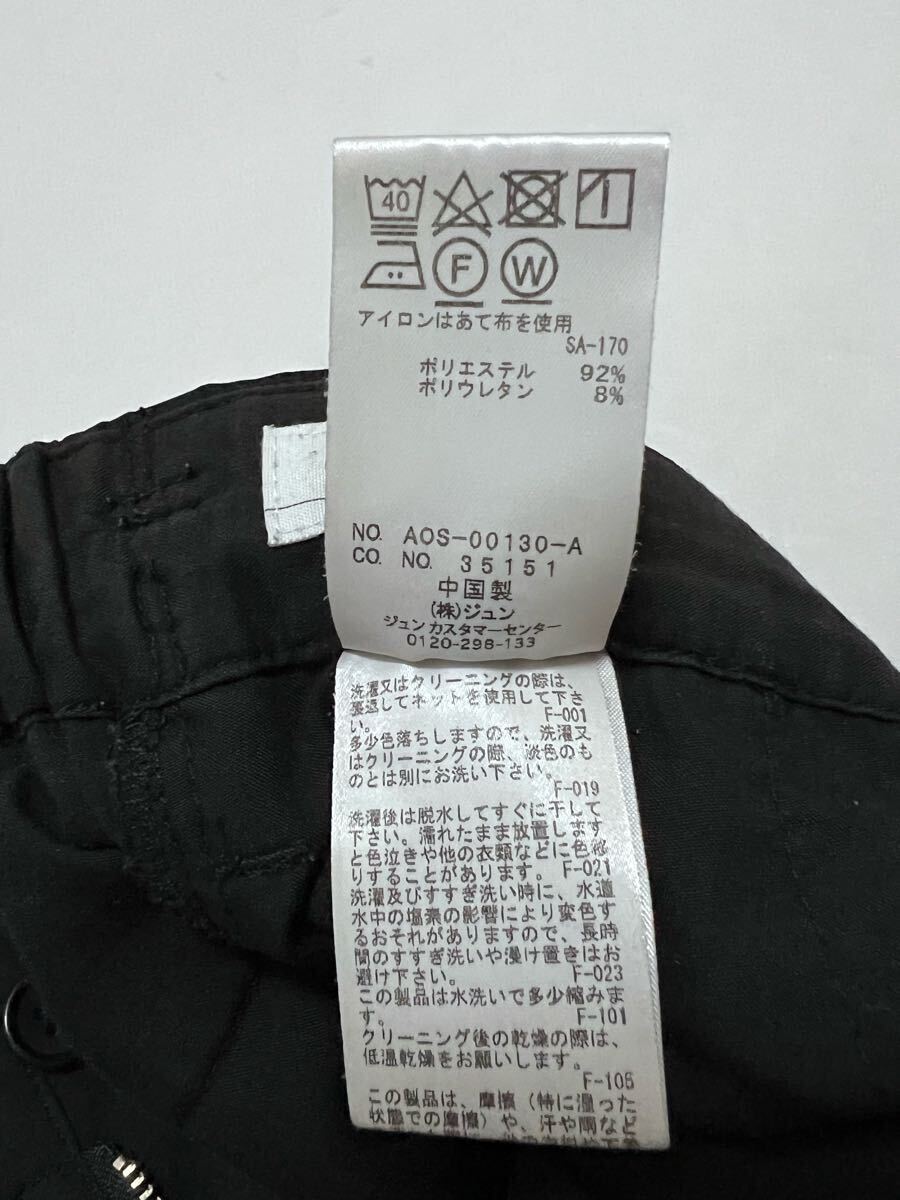 40
F W
アイロンはあて布を使用
SA-170
ポリエステル 92%
ポリウレタン 8%
NO. AOS-00130-A
CO. NO. 35151
中国製
(株)ジュン
ジュンカスタマーセンター
0120-298-133
洗濯又はクリーニングの際は、
裏返してネットを使用して下さ
い。 F-001
多少色落ちしますので、洗濯又
はクリーニングの際、淡色のも
のとは別にお洗い下さい。
F-019
洗濯後は脱水してすぐに干して
下さい。濡れたまま放置します
と色泣きや他の衣類などに色移
りすることがあります。 F-021
洗濯及びすすぎ洗い時に、水道
水中の塩素の影響により変色す
るおそれがありますので、長時
間のすすぎ洗いや浸け置きはお
避け下さい。 F-023
この製品は水洗いで多少縮みま
す。 F-101
クリーニング後の乾燥の際は、
低温乾燥をお願いします。
F-105
この製品は、摩擦（特に湿った
状態での摩擦）や、汗や雨など